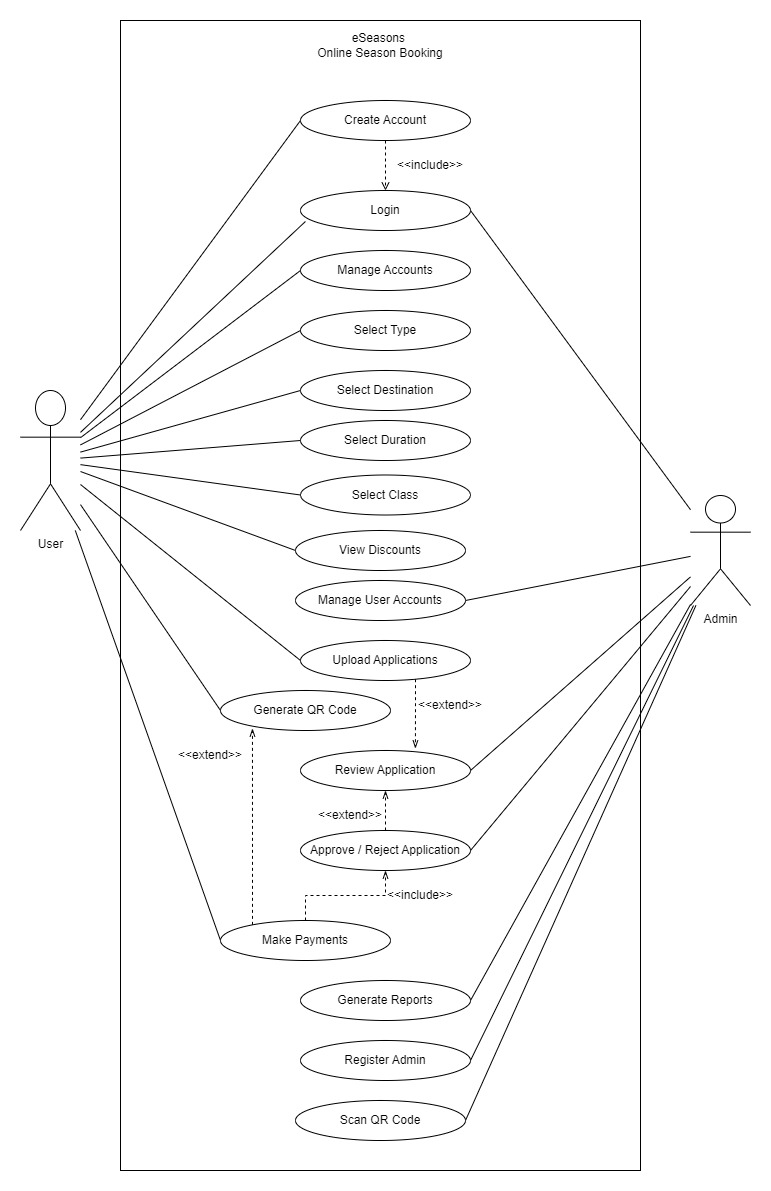 eSeasons
Online Season Booking
Create Account
<<include>>
Login
Manage Accounts
Select Type
Select Destination
Select Duration
Select Class
User
View Discounts
Manage User Accounts
Admin
Upload Applications
Generate QR Code
<<extend>>
<<extend>>
Review Application
<<extend>>
Approve / Reject Application
<<include>>
Make Payments
Generate Reports
Register Admin
Scan QR Code